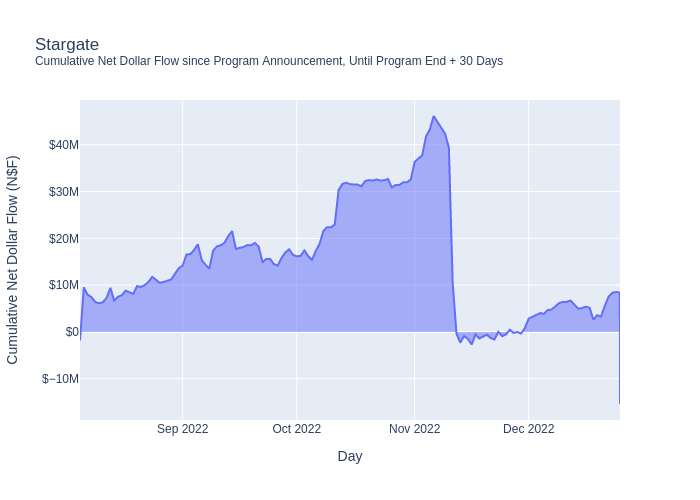 Stargate
Cumulative Net Dollar Flow since Program Announcement, Until Program End + 30 Days
Cumulative Net Dollar Flow (N$F)
$40M
$30M
$20M
$10M
$0
$−10M
Sep 2022
Oct 2022
Nov 2022
Dec 2022
Day